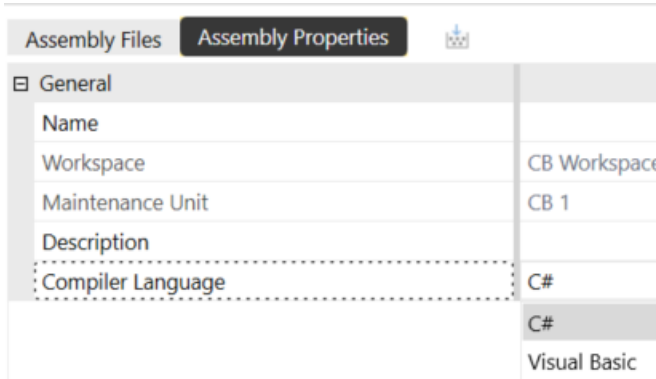 Assembly Files Assembly Properties
General
Name
Workspace CB Workspace
Maintenance Unit CB 1
Description
Compiler Language C#
C#
Visual Basic